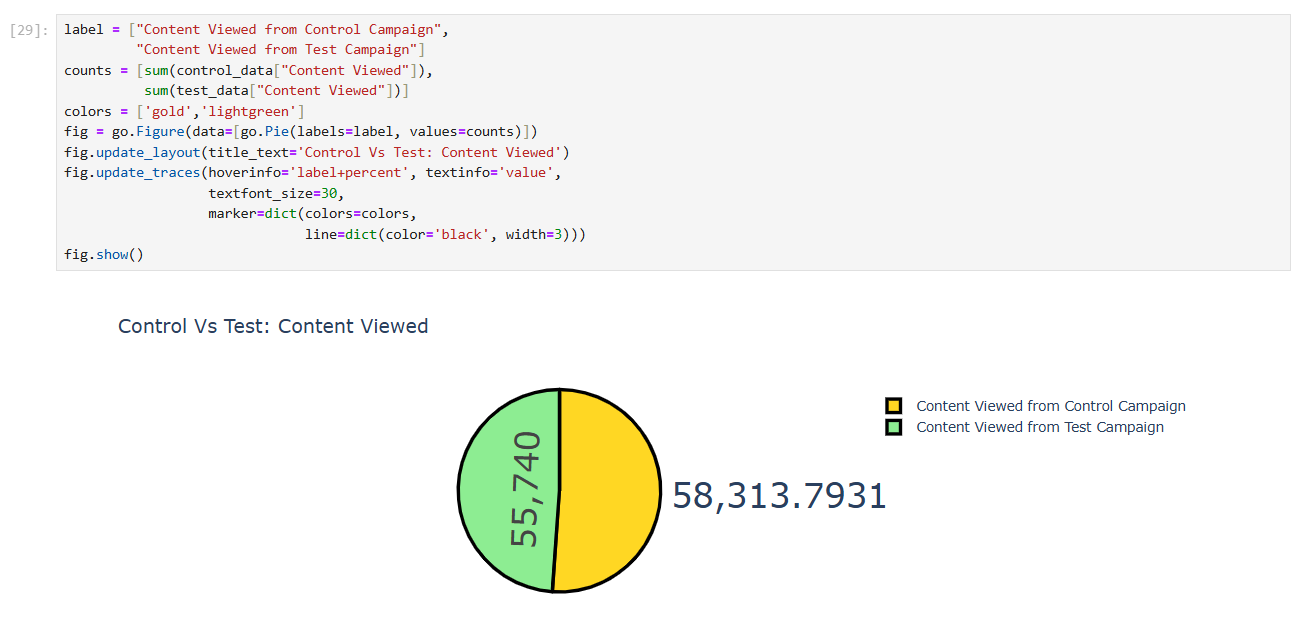 [29]: label = ["Content Viewed from Control Campaign",
"Content Viewed from Test Campaign"]
counts = [sum(control_data["Content Viewed"]),
sum(test_data["Content Viewed"])]
colors = ['gold','lightgreen']
fig = go.Figure(data=[go.Pie(labels=label, values=counts)])
fig.update_layout(title_text='Control Vs Test: Content Viewed')
fig.update_traces(hoverinfo='label+percent', textinfo='value',
textfont_size=30,
marker=dict(colors=colors,
line=dict(color='black', width=3)))
fig.show()
Control Vs Test: Content Viewed
Content Viewed from Control Campaign
Content Viewed from Test Campaign
55,740
58,313.7931